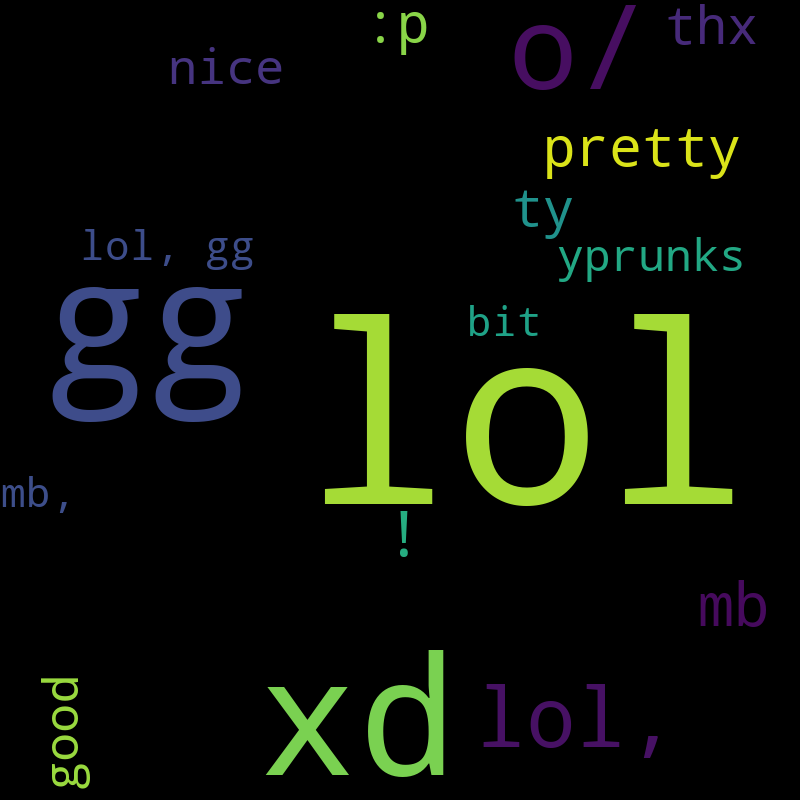 :p
o/
thx
nice
pretty
ty
lol, gg
yprunks
gg
bit
lol
mb,
!
mb
good
xd
lol,